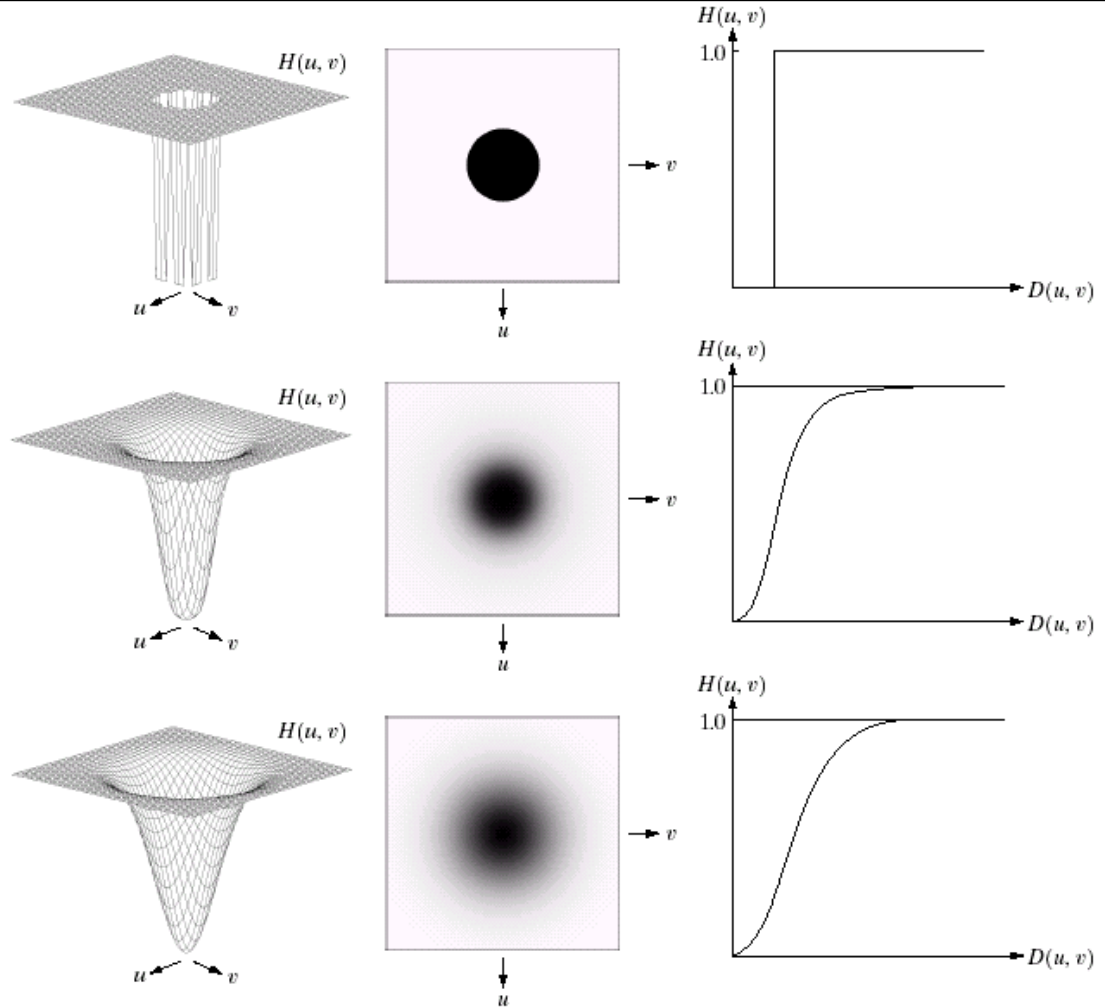 H(u, v)
v
u
u
v
H(u, v)
1.0
D(u, v)
H(u, v)
v
u
u
v
H(u, v)
1.0
D(u, v)
H(u, v)
v
u
u
v
H(u, v)
1.0
D(u, v)